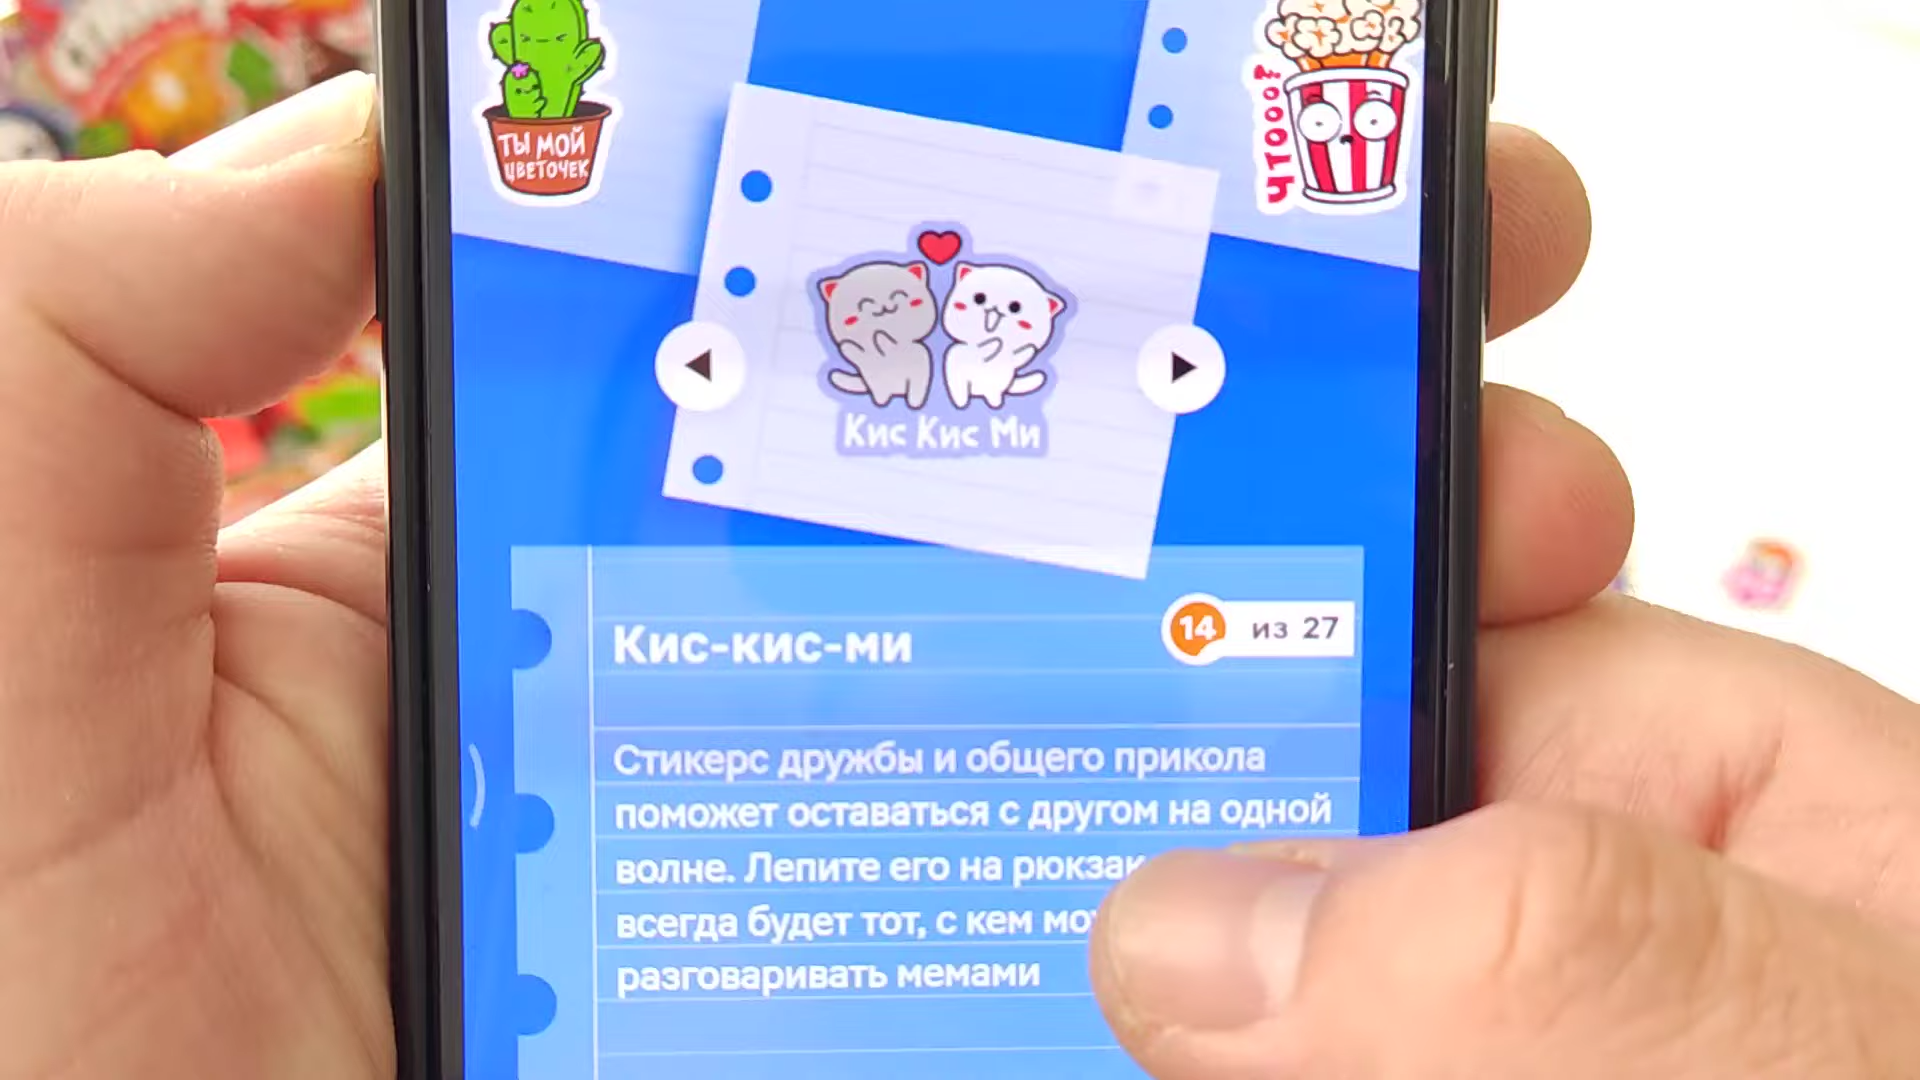 ТЫ МОЙ
ЦВЕТОЧЕК
ЧТООО?
Кис Кис Ми
Кис-кис-ми
14 из 27
Стикерс дружбы и общего прикола
поможет оставаться с другом на одной
волне. Лепите его на рюкзак
всегда будет тот, с кем
разговаривать мемами